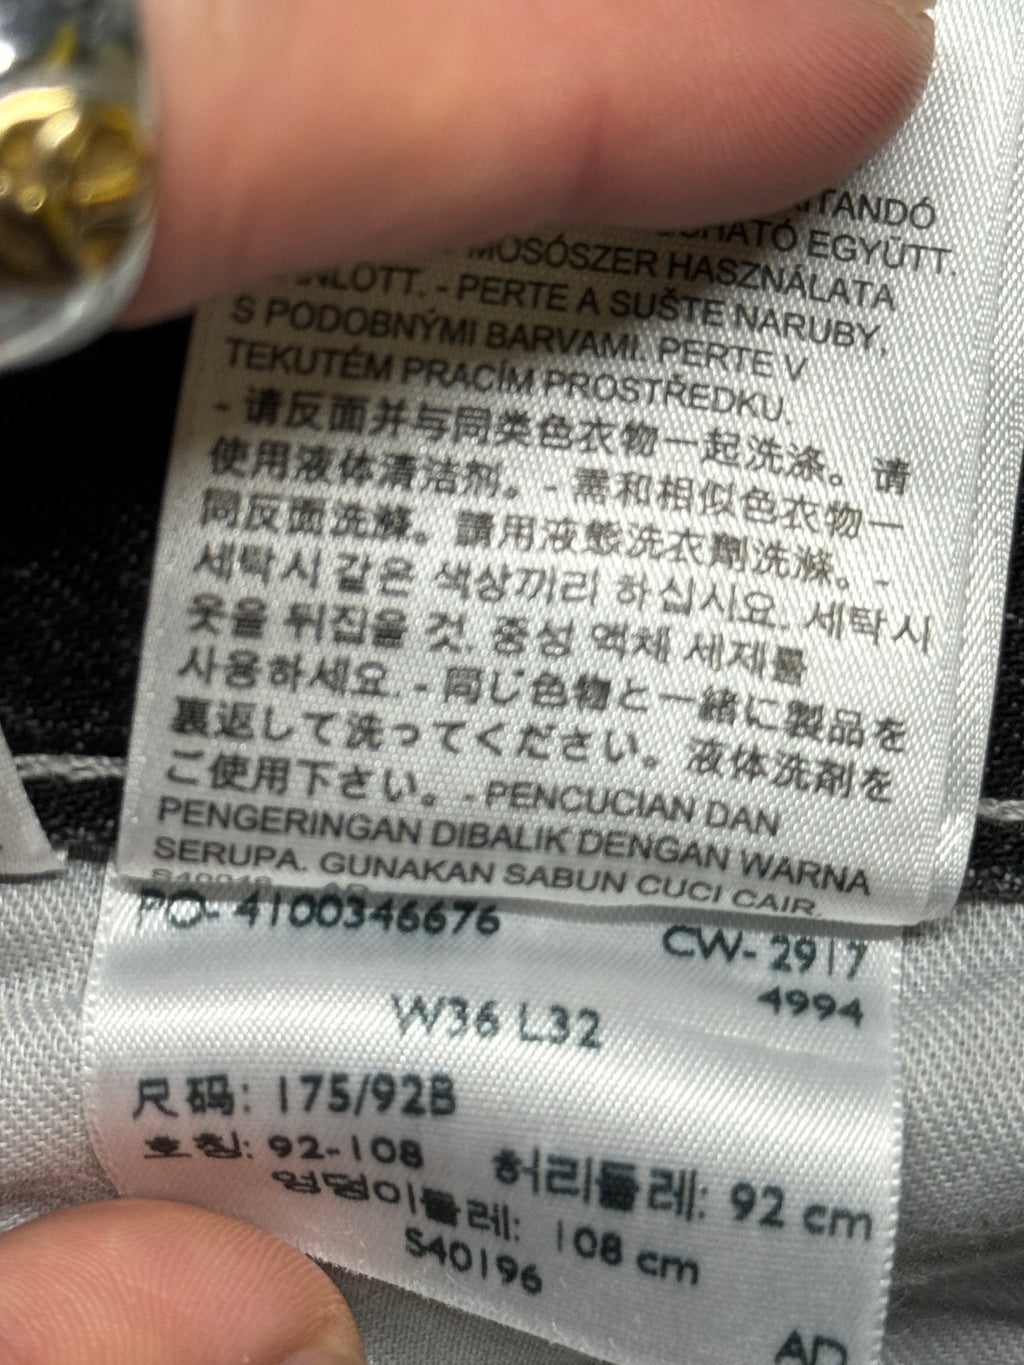 EGYÜTT.
MOSÓSZER HASZNÁLATA
- PERTE A SUŠTE NARUBY,
S PODOBNÝMI BARVAMI. PERTE V
TEKUTÉM PRACÍM PROSTŘEDKU.
- 请反面并与同类色衣物一起洗涤。请
使用液体清洁剂。- 需和相似色衣物一
同反面洗滌。請用液態洗衣劑洗滌。-
세탁시 같은 색상끼리 하십시요. 세탁시
옷을 뒤집을 것. 중성 액체 세제를
사용하세요. - 同じ色物と一緒に製品を
裏返して洗ってください。液体洗剤を
ご使用下さい。- PENCUCIAN DAN
PENGERINGAN DIBALIK DENGAN WARNA
SERUPA. GUNAKAN SABUN CUCI CAIR.
PO- 4100346676
CW- 2917
4994
W36 L32
尺码: 175/92B
호칭: 92-108
허리둘레: 92 cm
엉덩이둘레: 108 cm
S40196
AD